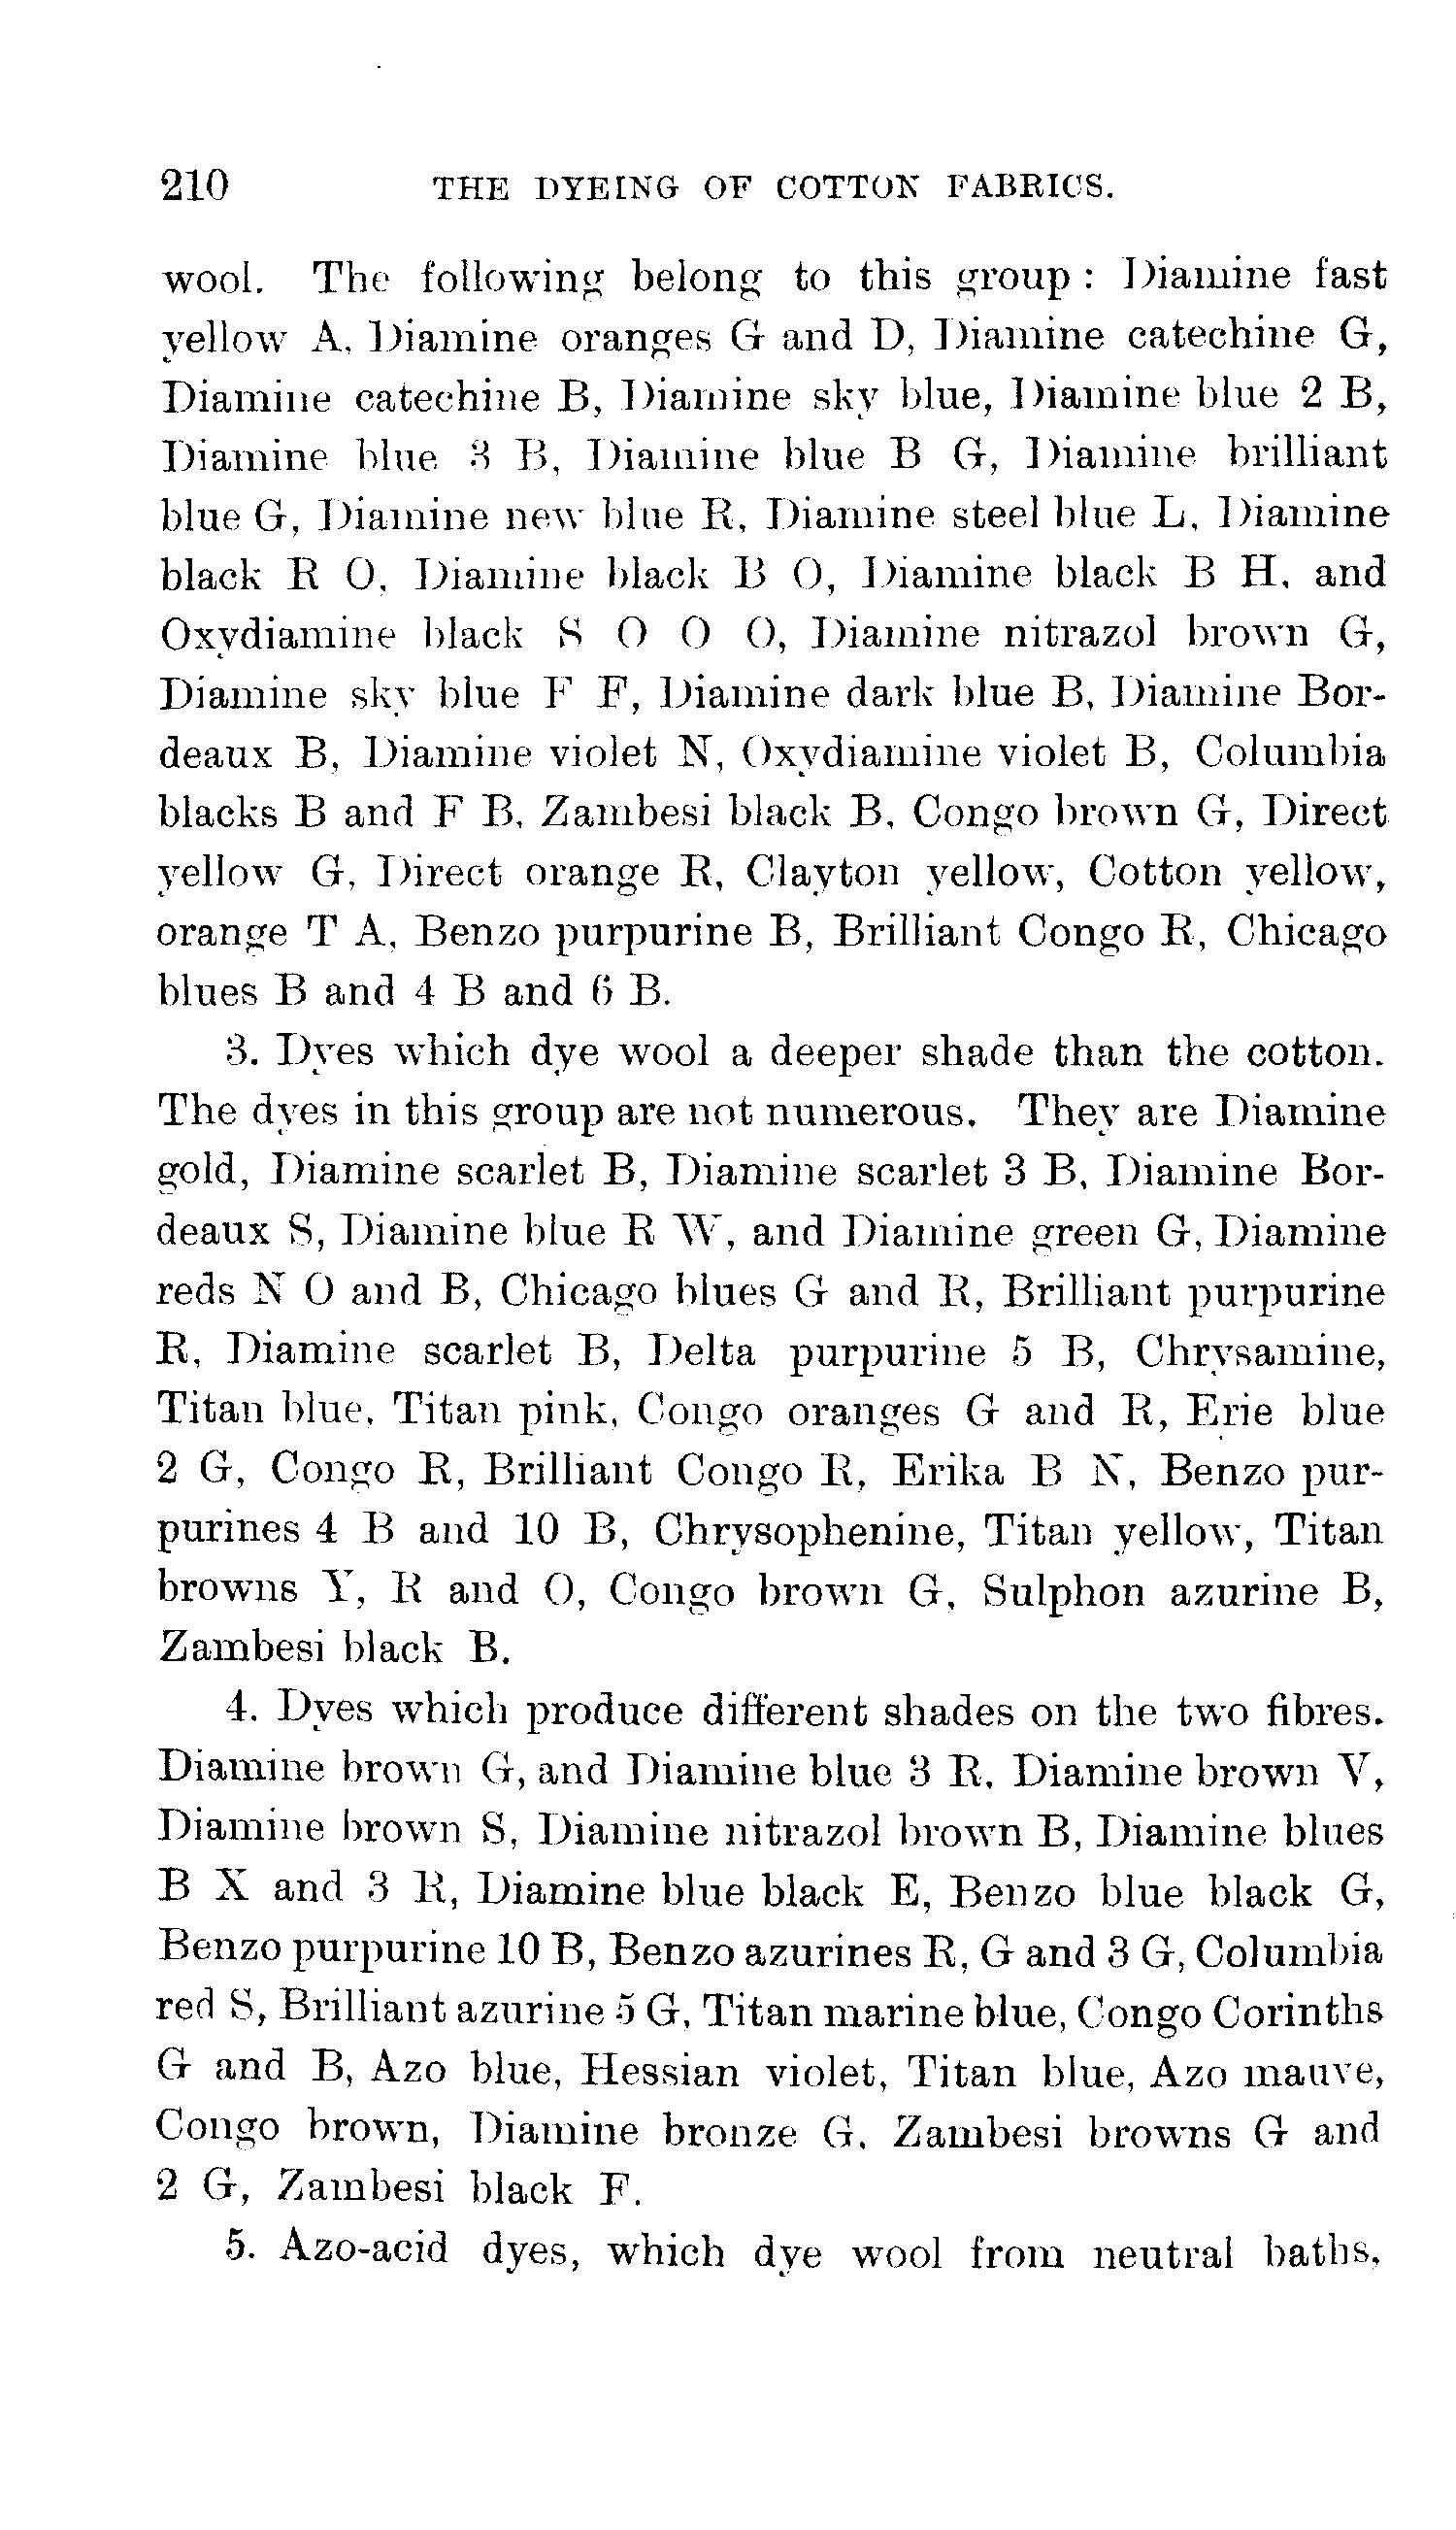 210 THE DYEING OF COTTON FABRICS.
wool. The following belong to this group : Diamine fast
yellow A, Diamine oranges G and D, Diamine catechine G,
Diamine catechine B, Diamine sky blue, Diamine blue 2 B,
Diamine blue 3 B, Diamine blue B G, Diamine brilliant
blue G, Diamine new blue R, Diamine steel blue L, Diamine
black R O, Diamine black B O, Diamine black B H, and
Oxydiamine black S O O O, Diamine nitrazol brown G,
Diamine sky blue F F, Diamine dark blue B, Diamine Bor-
deaux B, Diamine violet N, Oxydiamine violet B, Columbia
blacks B and F B, Zambesi black B, Congo brown G, Direct
yellow G, Direct orange R, Clayton yellow, Cotton yellow,
orange T A, Benzo purpurine B, Brilliant Congo R, Chicago
blues B and 4 B and 6 B.
3. Dyes which dye wool a deeper shade than the cotton.
The dyes in this group are not numerous. They are Diamine
gold, Diamine scarlet B, Diamine scarlet 3 B, Diamine Bor-
deaux S, Diamine blue R W, and Diamine green G, Diamine
reds N O and B, Chicago blues G and R, Brilliant purpurine
R, Diamine scarlet B, Delta purpurine 5 B, Chrysamine,
Titan blue, Titan pink, Congo oranges G and R, Erie blue
2 G, Congo R, Brilliant Congo R, Erika B N, Benzo pur-
purines 4 B and 10 B, Chrysophenine, Titan yellow, Titan
browns Y, R and O, Congo brown G, Sulphon azurine B,
Zambesi black B.
4. Dyes which produce different shades on the two fibres.
Diamine brown G, and Diamine blue 3 R, Diamine brown V,
Diamine brown S, Diamine nitrazol brown B, Diamine blues
B X and 3 R, Diamine blue black E, Benzo blue black G,
Benzo purpurine 10 B, Benzo azurines R, G and 3 G, Columbia
red S, Brilliant azurine 5 G, Titan marine blue, Congo Corinths
G and B, Azo blue, Hessian violet, Titan blue, Azo mauve,
Congo brown, Diamine bronze G, Zambesi browns G and
2 G, Zambesi black F.
5. Azo-acid dyes, which dye wool from neutral baths,